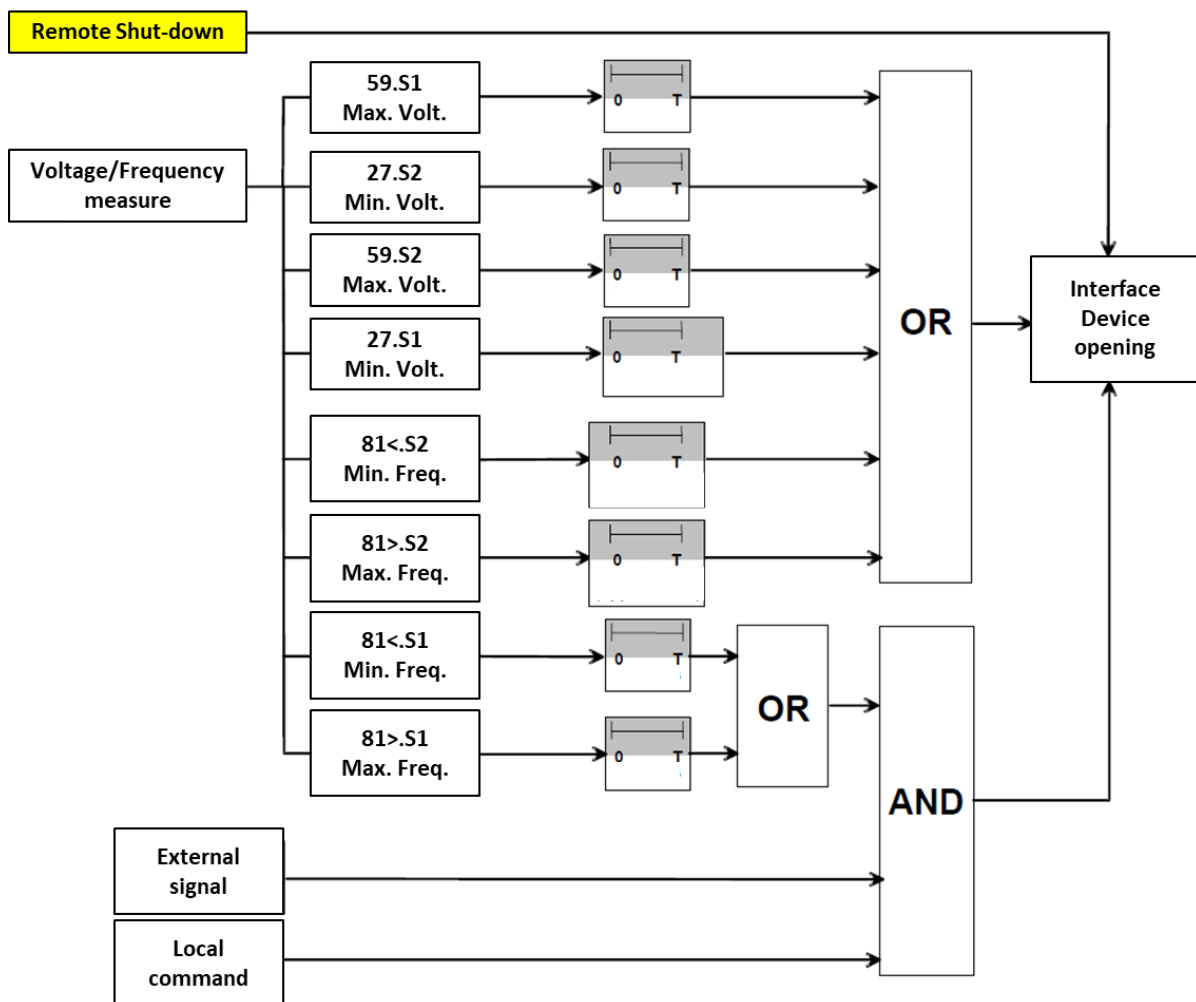 Remote Shut-down
59.S1
Max. Volt.
0 T
Voltage/Frequency
measure
27.S2
Min. Volt.
0 T
59.S2
Max. Volt.
0 T
Interface
Device
opening
OR
27.S1
Min. Volt.
0 T
81<.S2
Min. Freq.
0 T
81>.S2
Max. Freq.
0 T
81<.S1
Min. Freq.
0 T
OR
81>.S1
Max. Freq.
0 T
AND
External
signal
Local
command